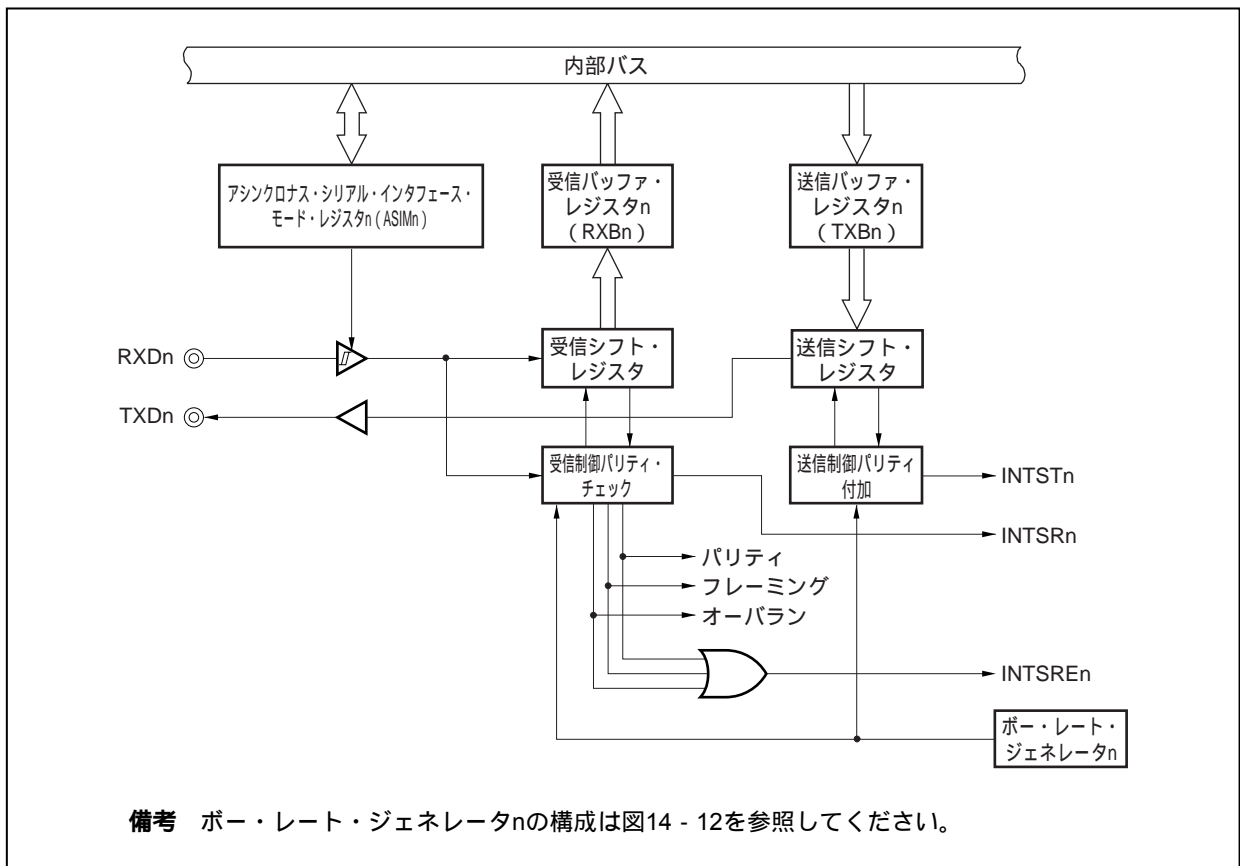 内部バス
アシンクロナス・シリアル・インタフェース・
モード・レジスタn(ASIMn)
受信バッファ・
レジスタn
(RXBn)
送信バッファ・
レジスタn
(TXBn)
RXDn
受信シフト・
レジスタ
送信シフト・
レジスタ
TXDn
受信制御パリティ・
チェック
送信制御パリティ
付加
INTSTn
INTSRn
パリティ
フレーミング
オーバラン
INTSREn
ボー・レート・
ジェネレータn
備考 ボー・レート・ジェネレータnの構成は図14 - 12を参照してください。